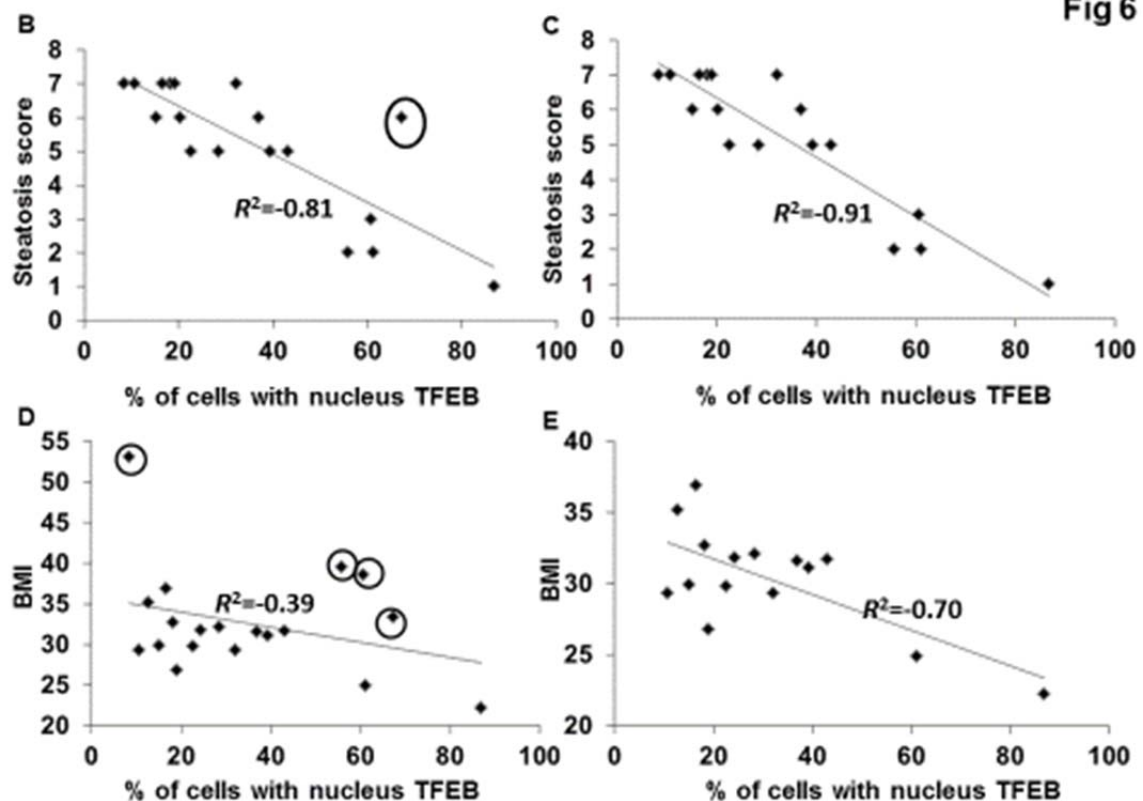 Fig 6
B
8
7
6
5
4
3
2
1
0
Steatosis score
R²=-0.81
0 20 40 60 80 100
% of cells with nucleus TFEB
C
8
7
6
5
4
3
2
1
0
Steatosis score
R²=-0.91
0 20 40 60 80 100
% of cells with nucleus TFEB
D
55
50
45
40
35
30
25
20
BMI
R²=-0.39
0 20 40 60 80 100
% of cells with nucleus TFEB
E
40
35
30
25
20
BMI
R²=-0.70
0 20 40 60 80 100
% of cells with nucleus TFEB